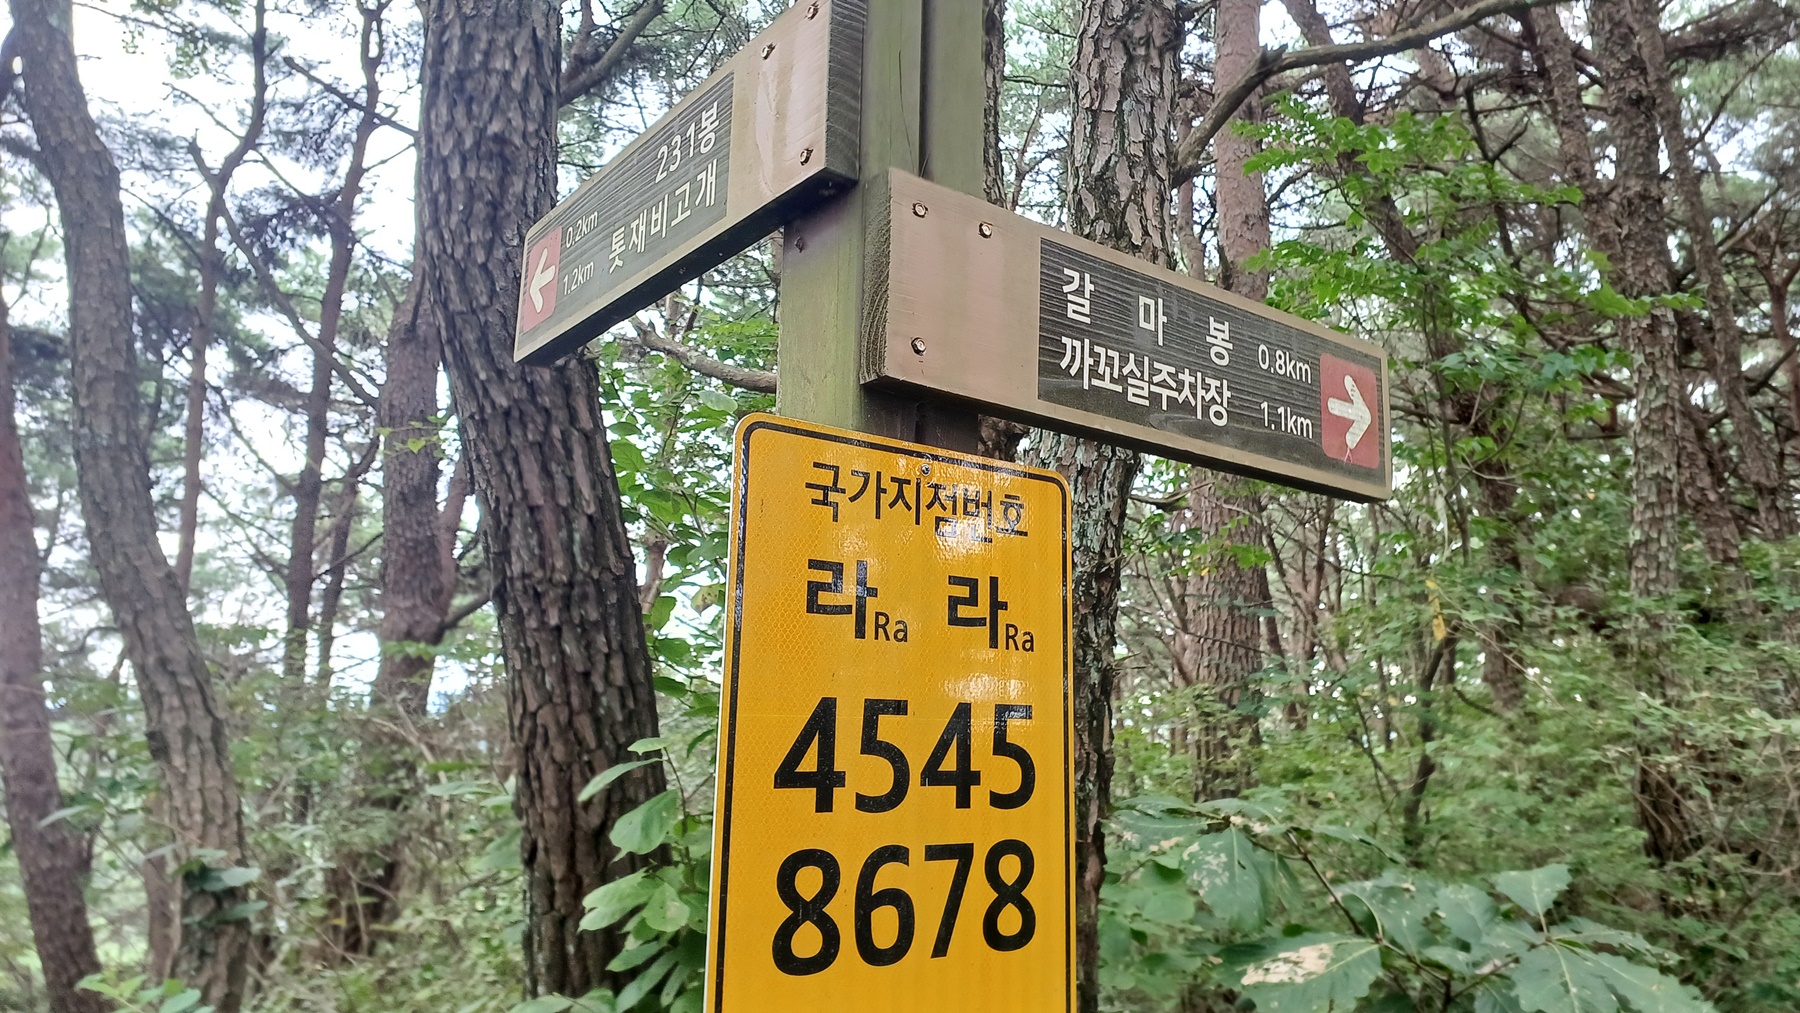 231봉 0.2km
톳재비고개 1.2km
갈 마 봉 0.8km
까꼬실주차장 1.1km
국가지점번호
라Ra 라Ra
4545
8678